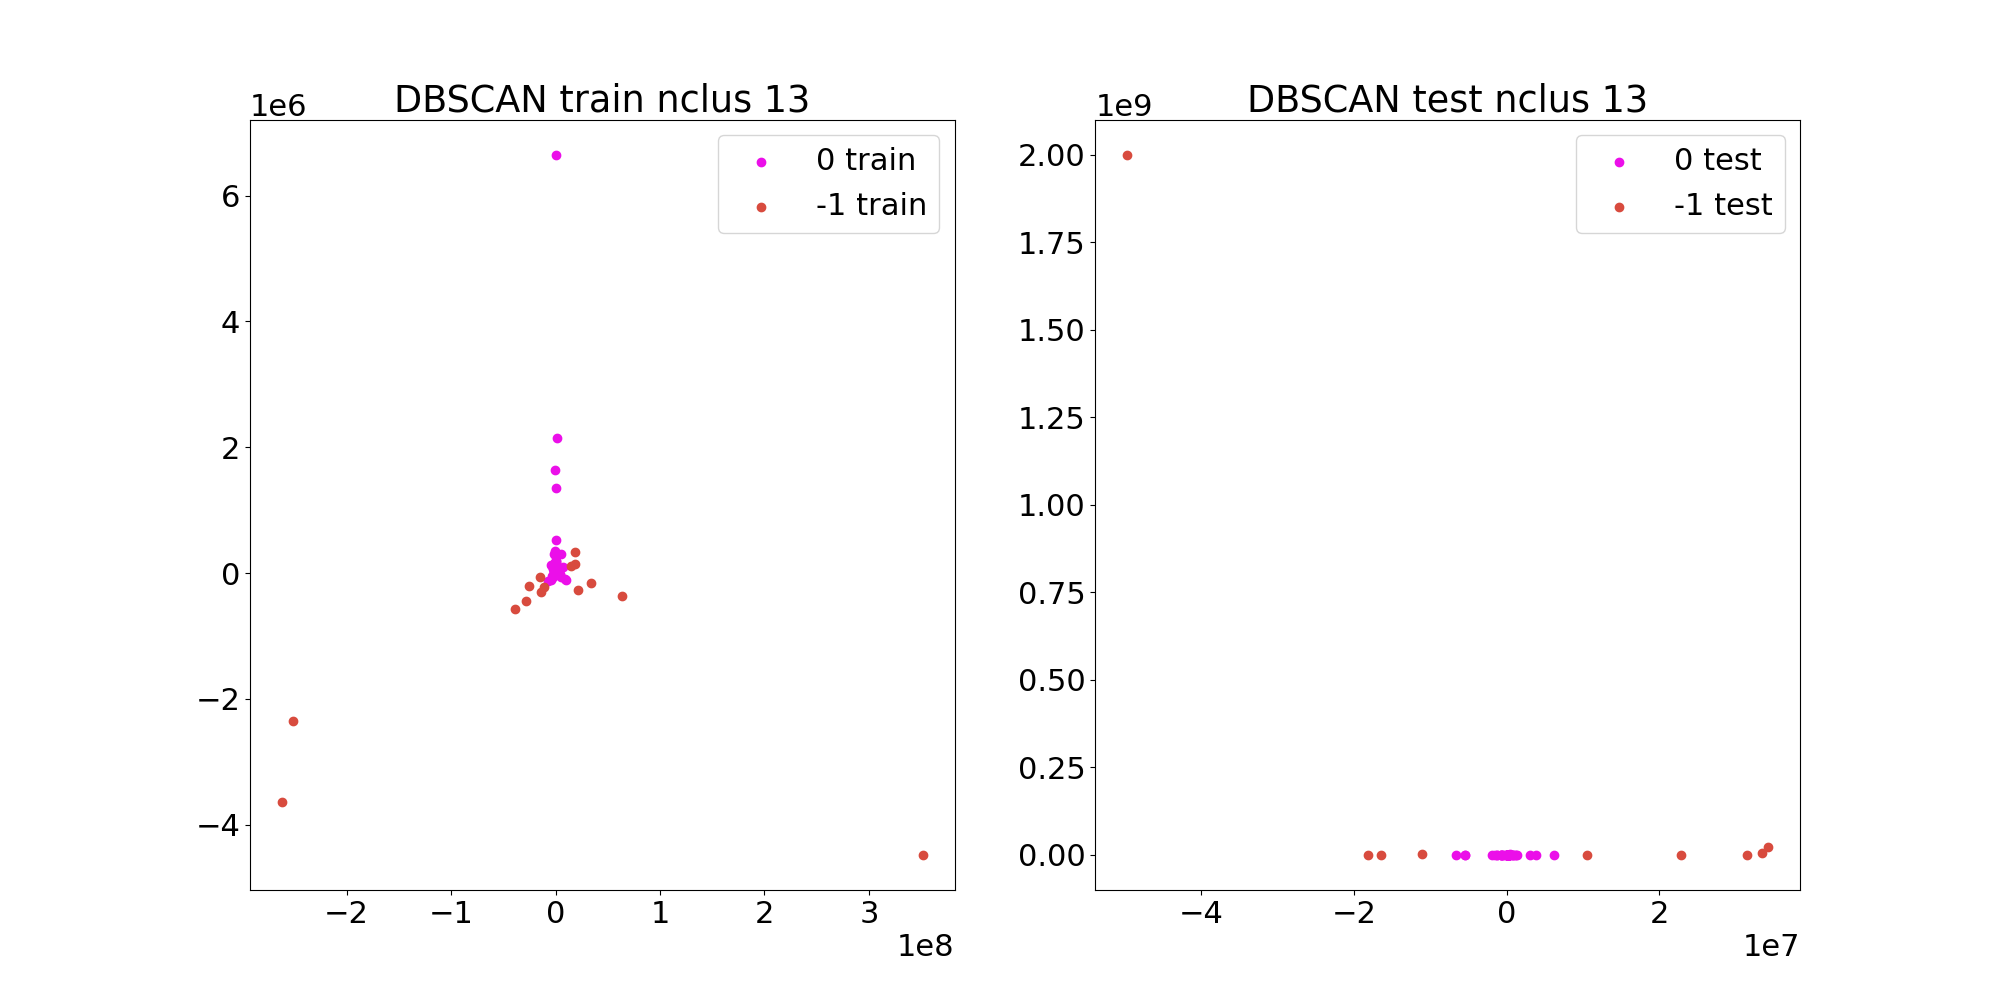 DBSCAN train nclus 13
1e6
0 train
-1 train
6
4
2
0
−2
−4
−2 −1 0 1 2 3
1e8
DBSCAN test nclus 13
1e9
0 test
-1 test
2.00
1.75
1.50
1.25
1.00
0.75
0.50
0.25
0.00
−4 −2 0 2
1e7